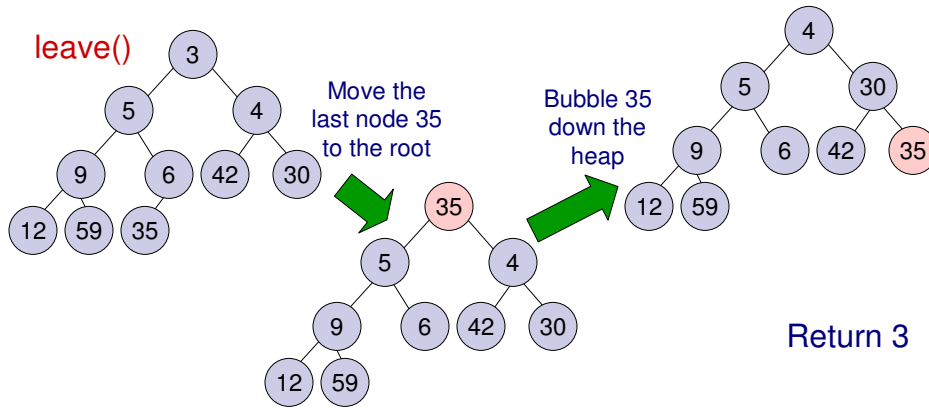 leave()
3
5 4
9 6 42 30
12 59 35
Move the
last node 35
to the root
35
5 4
9 6 42 30
12 59
Bubble 35
down the
heap
4
5 30
9 6 42 35
12 59
Return 3